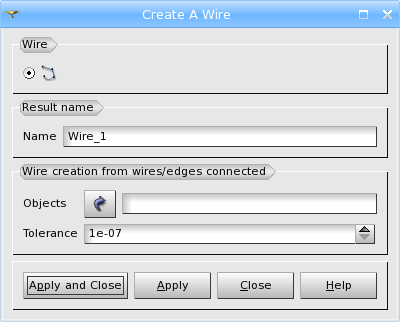 Create A Wire
Wire
Result name
Name Wire_1
Wire creation from wires/edges connected
Objects
Tolerance 1e-07
Apply and Close Apply Close Help